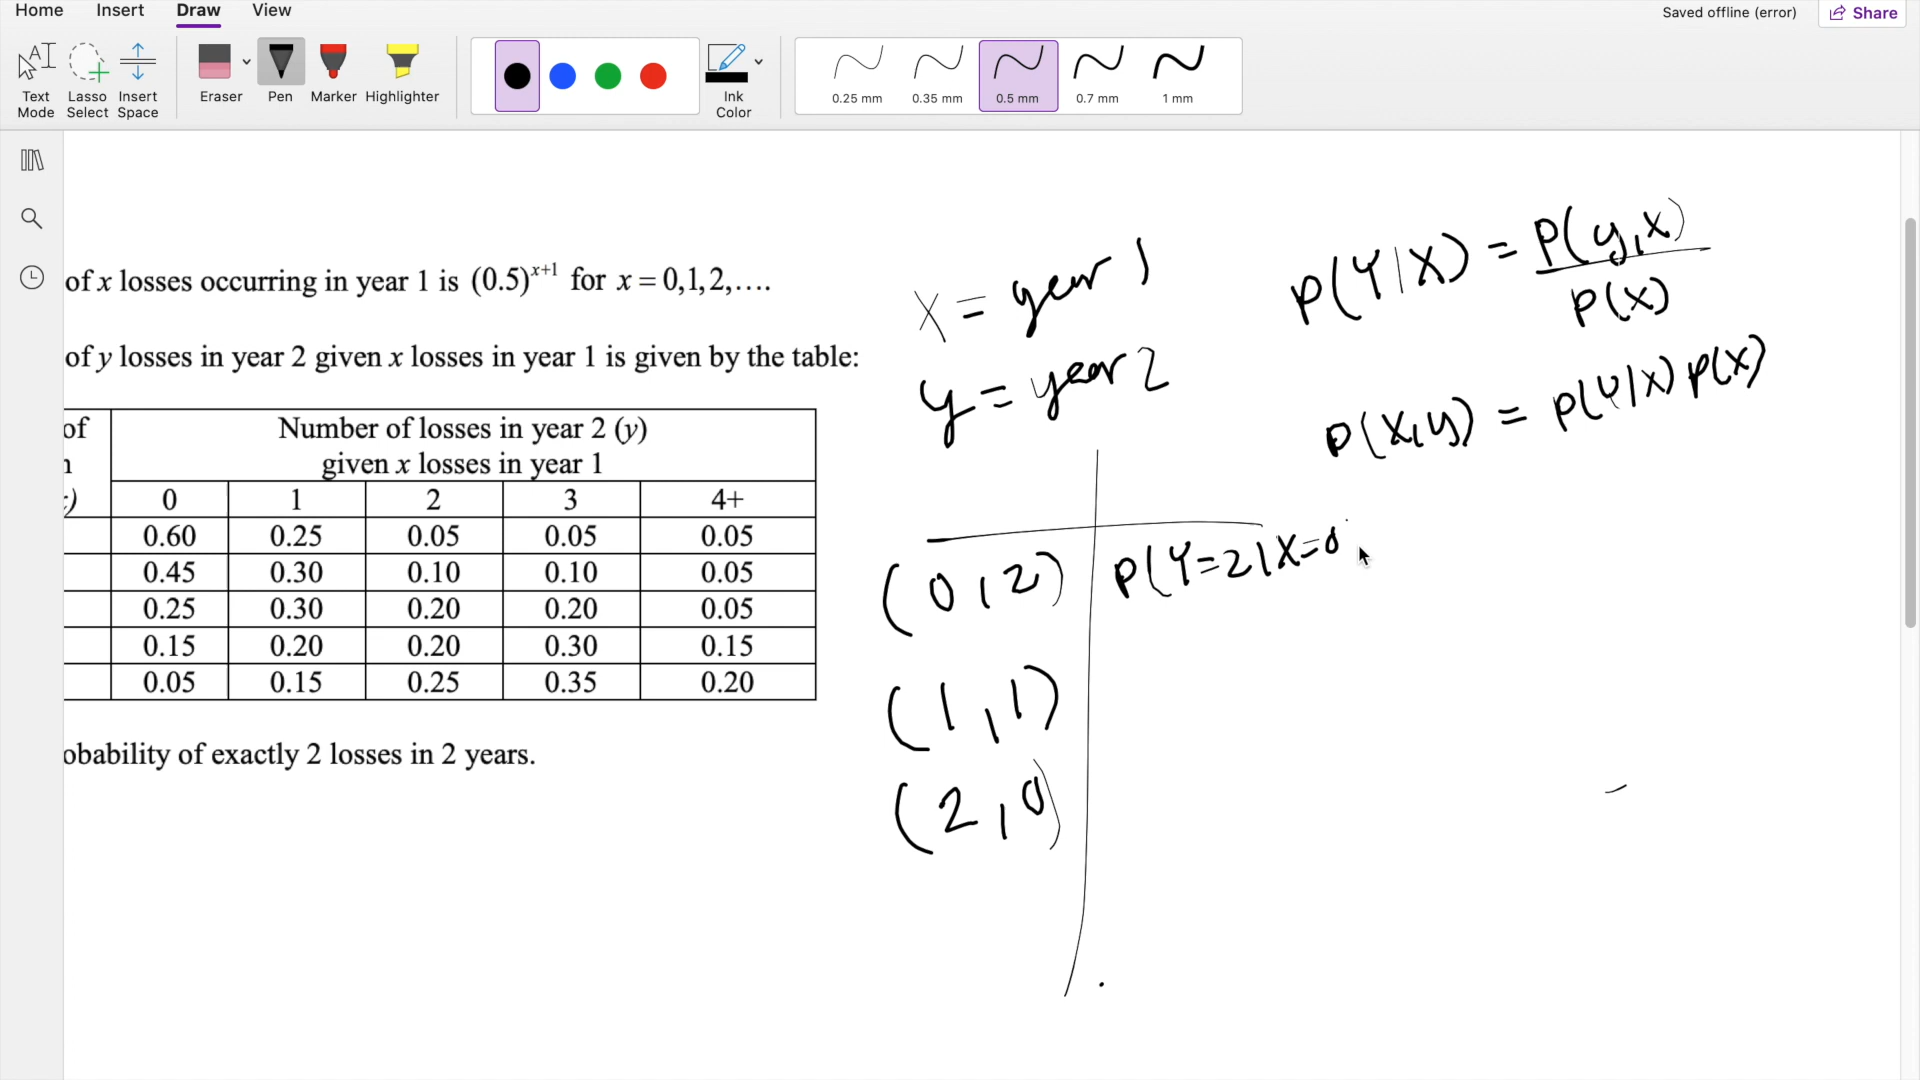 Home Insert Draw View
Saved offline (error) Share
Text Mode Lasso Select Insert Space Eraser Pen Marker Highlighter Ink Color 0.25 mm 0.35 mm 0.5 mm 0.7 mm 1 mm
of x losses occurring in year 1 is (0.5)^{x+1} for x = 0,1,2,….
of y losses in year 2 given x losses in year 1 is given by the table:
of Number of losses in year 2 (y)
given x losses in year 1
0 1 2 3 4+
0.60 0.25 0.05 0.05 0.05
0.45 0.30 0.10 0.10 0.05
0.25 0.30 0.20 0.20 0.05
0.15 0.20 0.20 0.30 0.15
0.05 0.15 0.25 0.35 0.20
obability of exactly 2 losses in 2 years.
X = year 1
y = year 2
P(Y|X) = P(y,x) / P(x)
P(X,y) = P(Y|X) P(X)
(0,2) P(Y=2|X=0
(1,1)
(2,0)